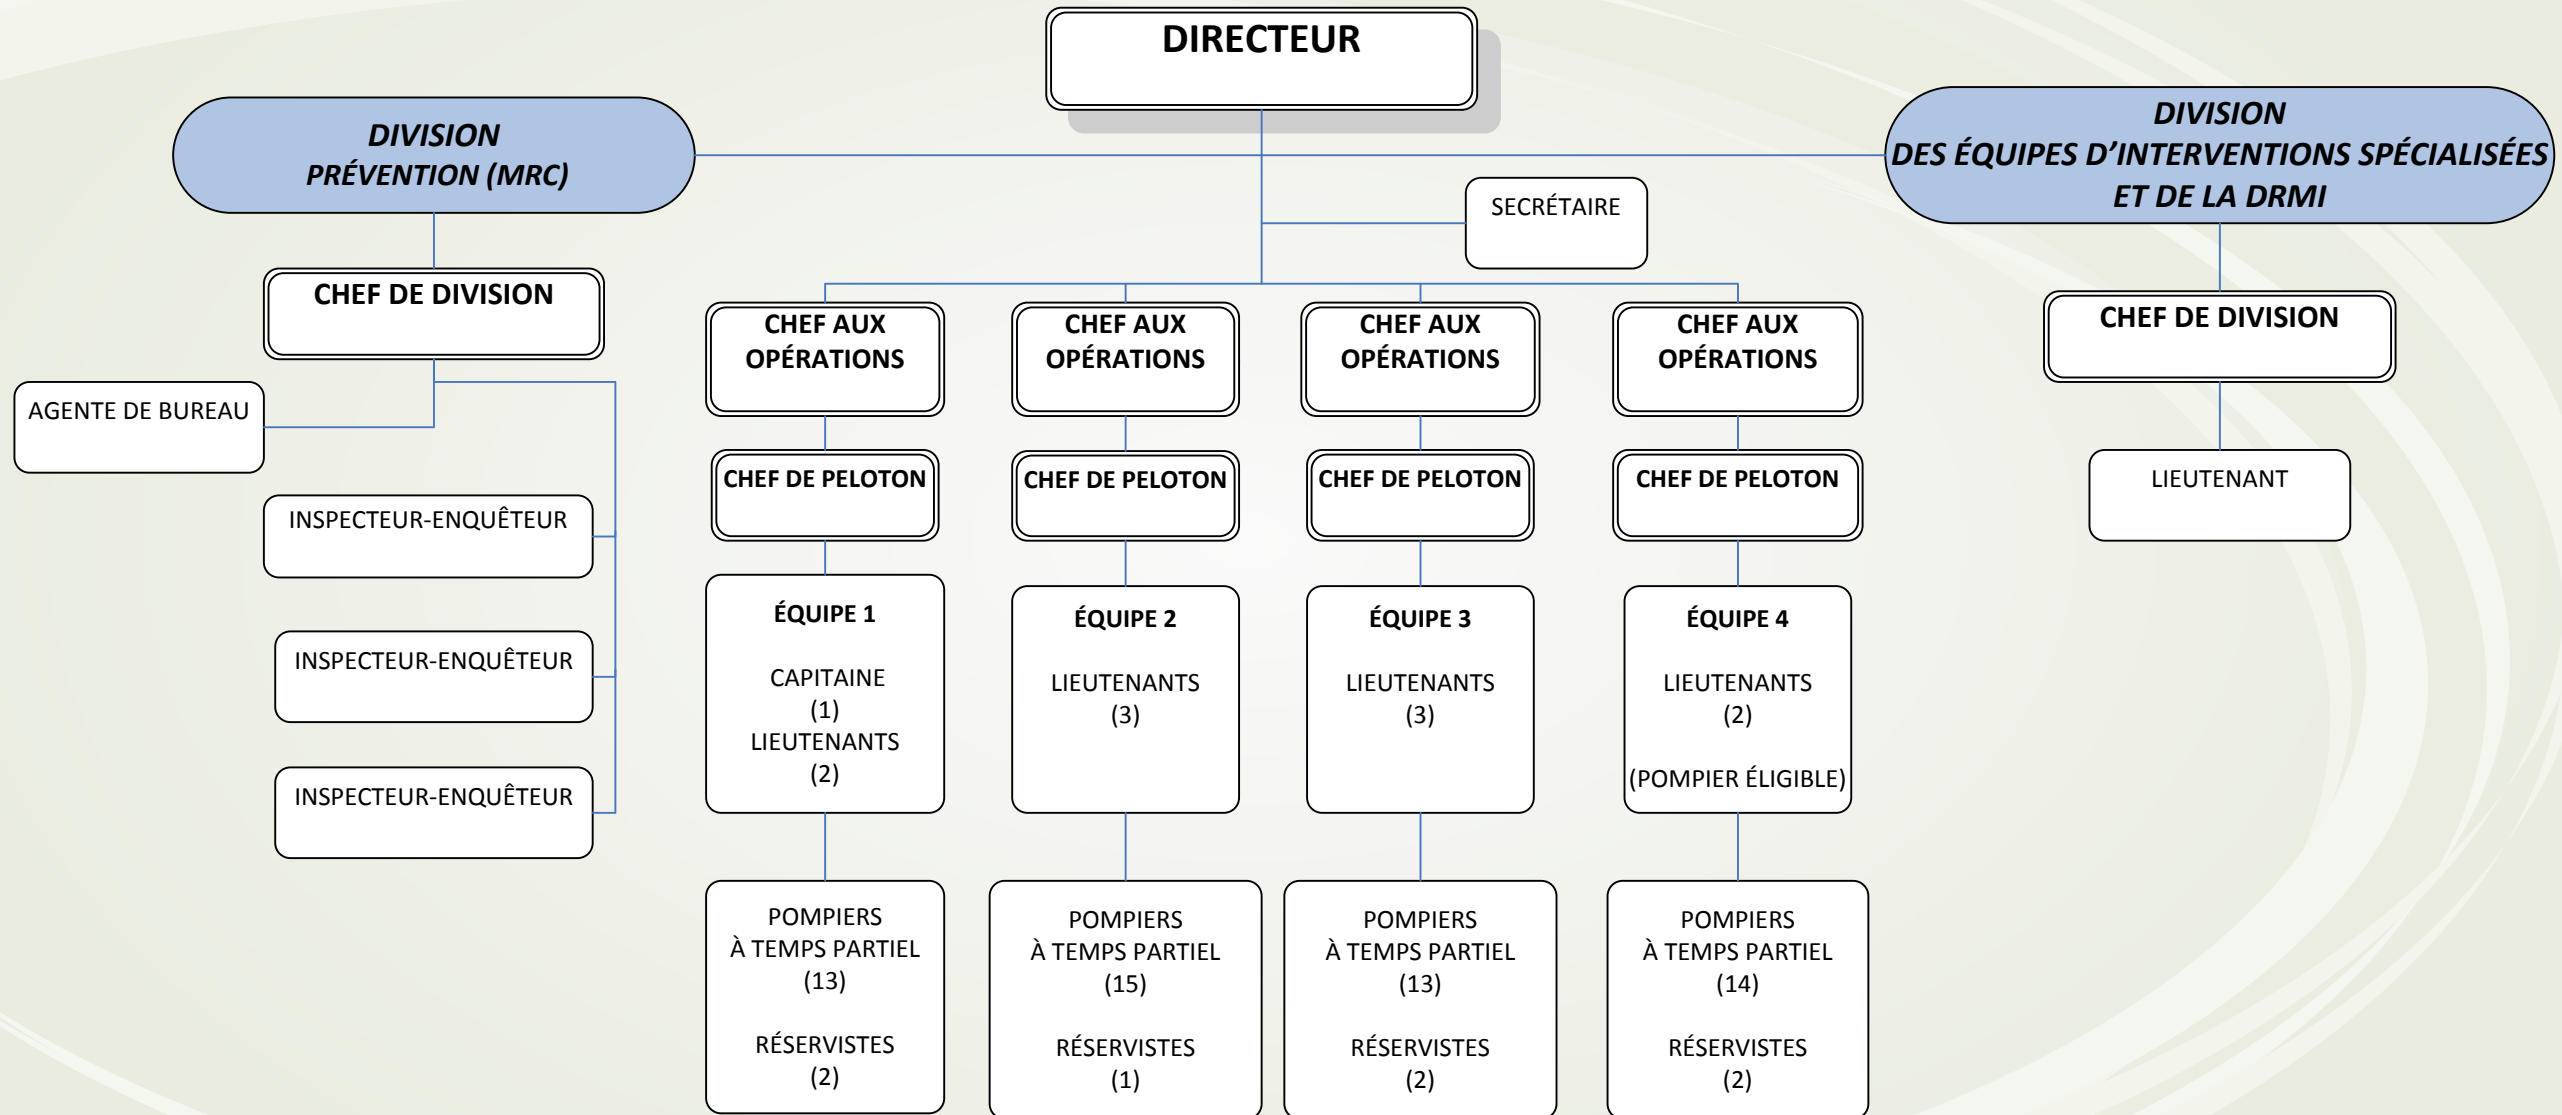 DIRECTEUR
DIVISION
PRÉVENTION (MRC)
DIVISION
DES ÉQUIPES D’INTERVENTIONS SPÉCIALISÉES
ET DE LA DRMI
SECRÉTAIRE
CHEF DE DIVISION
AGENTE DE BUREAU
INSPECTEUR-ENQUÊTEUR
INSPECTEUR-ENQUÊTEUR
INSPECTEUR-ENQUÊTEUR
CHEF AUX
OPÉRATIONS
CHEF DE PELOTON
ÉQUIPE 1
CAPITAINE
(1)
LIEUTENANTS
(2)
POMPIERS
À TEMPS PARTIEL
(13)
RÉSERVISTES
(2)
CHEF AUX
OPÉRATIONS
CHEF DE PELOTON
ÉQUIPE 2
LIEUTENANTS
(3)
POMPIERS
À TEMPS PARTIEL
(15)
RÉSERVISTES
(1)
CHEF AUX
OPÉRATIONS
CHEF DE PELOTON
ÉQUIPE 3
LIEUTENANTS
(3)
POMPIERS
À TEMPS PARTIEL
(13)
RÉSERVISTES
(2)
CHEF AUX
OPÉRATIONS
CHEF DE PELOTON
ÉQUIPE 4
LIEUTENANTS
(2)
(POMPIER ÉLIGIBLE)
POMPIERS
À TEMPS PARTIEL
(14)
RÉSERVISTES
(2)
CHEF DE DIVISION
LIEUTENANT